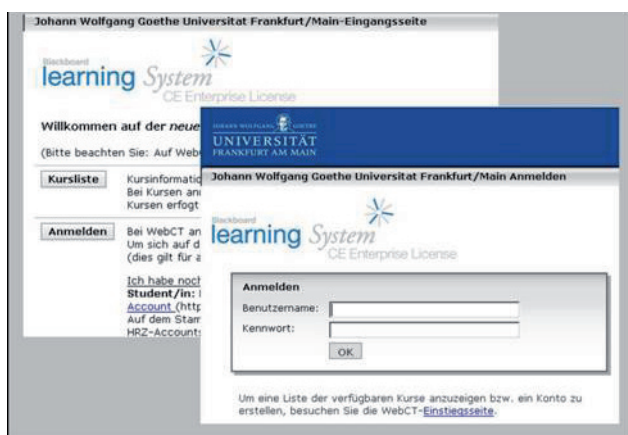 Johann Wolfgang Goethe Universitat Frankfurt/Main-Eingangsseite
Blackboard
learning System
CE Enterprise License
Willkommen auf der neue
(Bitte beachten Sie: Auf Web
Kursliste
Kursinformatio
Bei Kursen an
Kursen erfogt
Anmelden
Bei WebCT an
Um sich auf d
(dies gilt für a
Ich habe noch
Student/in:
Account (http
Auf dem Star
HRZ-Account
JOHANN WOLFGANG GOETHE
UNIVERSITÄT
FRANKFURT AM MAIN
Johann Wolfgang Goethe Universitat Frankfurt/Main Anmelden
Blackboard
learning System
CE Enterprise License
Anmelden
Benutzername:
Kennwort:
OK
Um eine Liste der verfügbaren Kurse anzuzeigen bzw. ein Konto zu
erstellen, besuchen Sie die WebCT-Einstiegsseite.